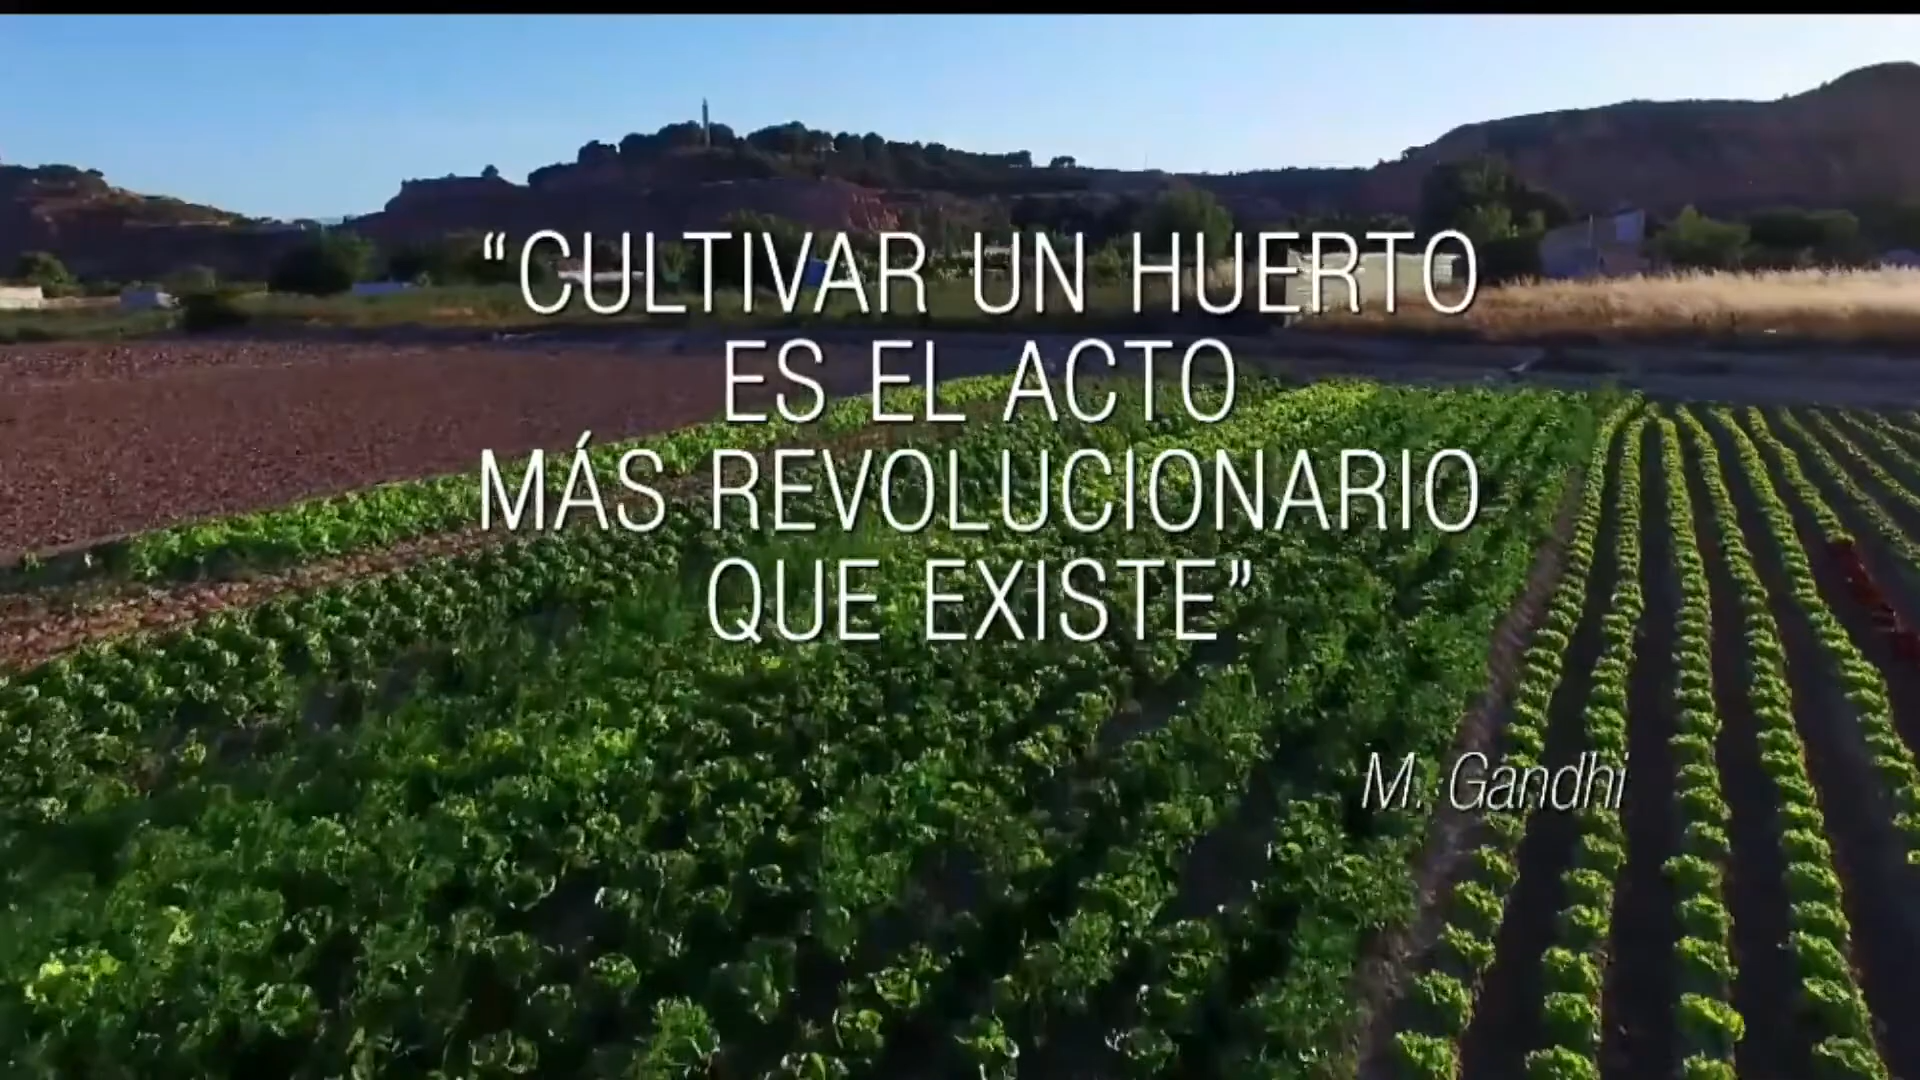 “CULTIVAR UN HUERTO
ES EL ACTO
MÁS REVOLUCIONARIO
QUE EXISTE”
M. Gandhi